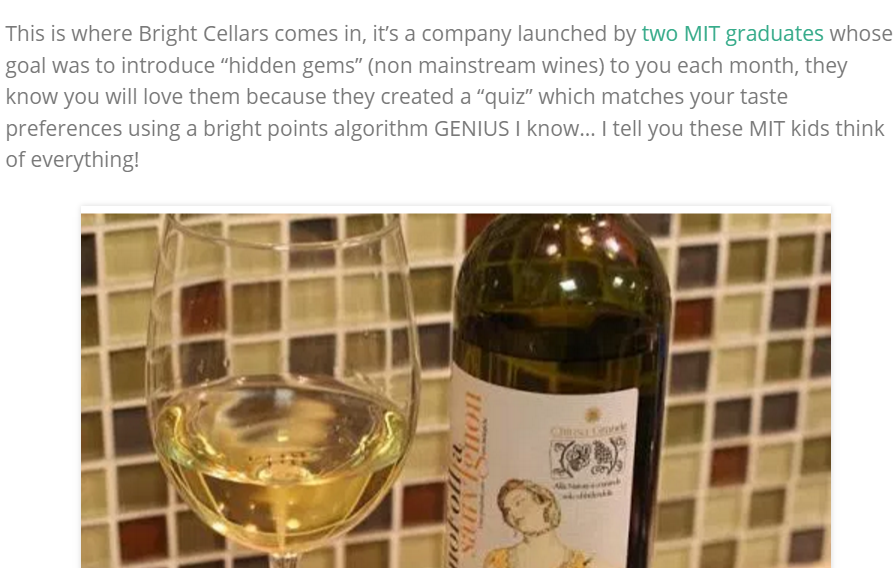 This is where Bright Cellars comes in, it’s a company launched by two MIT graduates whose
goal was to introduce “hidden gems” (non mainstream wines) to you each month, they
know you will love them because they created a “quiz” which matches your taste
preferences using a bright points algorithm GENIUS I know... I tell you these MIT kids think
of everything!
sauvignon